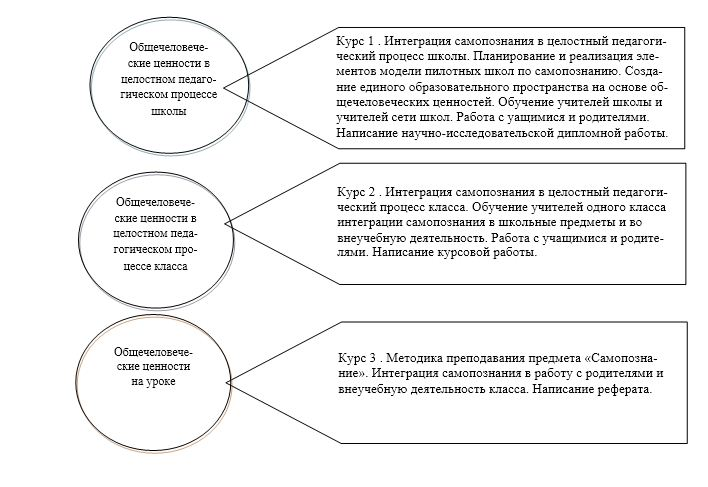 Общечеловече-
ские ценности в
целостном педаго-
гическом процессе
школы
Курс 1 . Интеграция самопознания в целостный педагоги-
ческий процесс школы. Планирование и реализация эле-
ментов модели пилотных школ по самопознанию. Созда-
ние единого образовательного пространства на основе об-
щечеловеческих ценностей. Обучение учителей школы и
учителей сети школ. Работа с уащимися и родителями.
Написание научно-исследовательской дипломной работы.
Общечеловече-
ские ценности в
целостном педа-
гогическом про-
цессе класса
Курс 2 . Интеграция самопознания в целостный педагоги-
ческий процесс класса. Обучение учителей одного класса
интеграции самопознания в школьные предметы и во
внеучебную деятельность. Работа с учащимися и родите-
лями. Написание курсовой работы.
Общечеловече-
ские ценности
на уроке
Курс 3 . Методика преподавания предмета «Самопозна-
ние». Интеграция самопознания в работу с родителями и
внеучебную деятельность класса. Написание реферата.